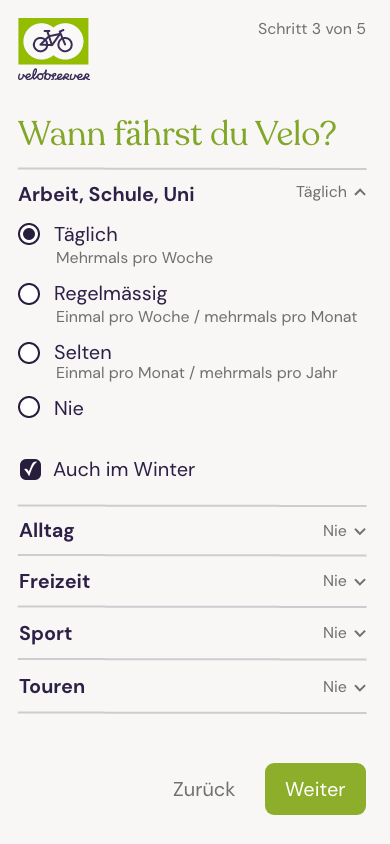 Schritt 3 von 5
velobserver
Wann fährst du Velo?
Arbeit, Schule, Uni
Täglich
Täglich
Mehrmals pro Woche
Regelmässig
Einmal pro Woche / mehrmals pro Monat
Selten
Einmal pro Monat / mehrmals pro Jahr
Nie
Auch im Winter
Alltag
Nie
Freizeit
Nie
Sport
Nie
Touren
Nie
Zurück
Weiter